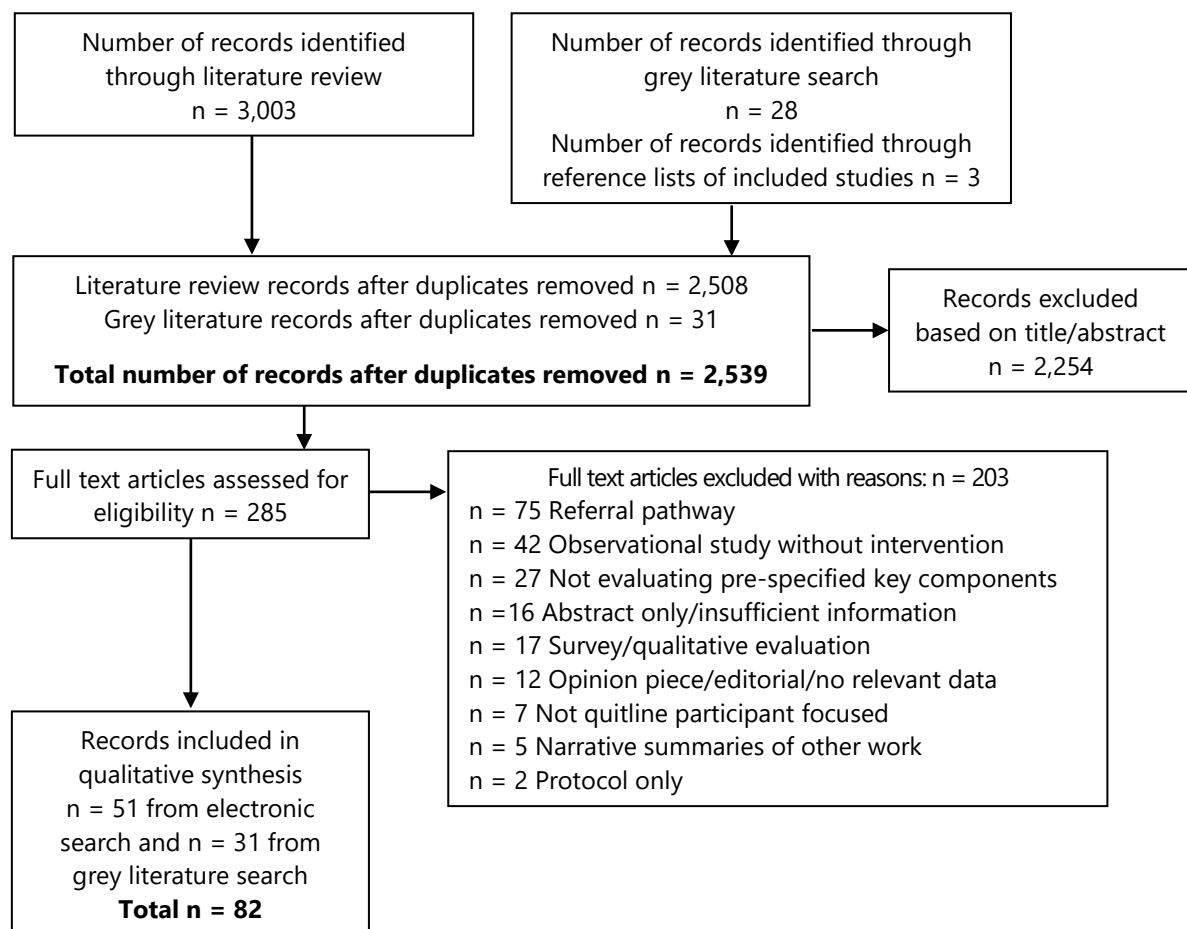 Number of records identified
through literature review
n = 3,003
Number of records identified through
grey literature search
n = 28
Number of records identified through
reference lists of included studies n = 3
Literature review records after duplicates removed n = 2,508
Grey literature records after duplicates removed n = 31
Total number of records after duplicates removed n = 2,539
Records excluded
based on title/abstract
n = 2,254
Full text articles assessed for
eligibility n = 285
Full text articles excluded with reasons: n = 203
n = 75 Referral pathway
n = 42 Observational study without intervention
n = 27 Not evaluating pre-specified key components
n =16 Abstract only/insufficient information
n = 17 Survey/qualitative evaluation
n = 12 Opinion piece/editorial/no relevant data
n = 7 Not quitline participant focused
n = 5 Narrative summaries of other work
n = 2 Protocol only
Records included in
qualitative synthesis
n = 51 from electronic
search and n = 31 from
grey literature search
Total n = 82